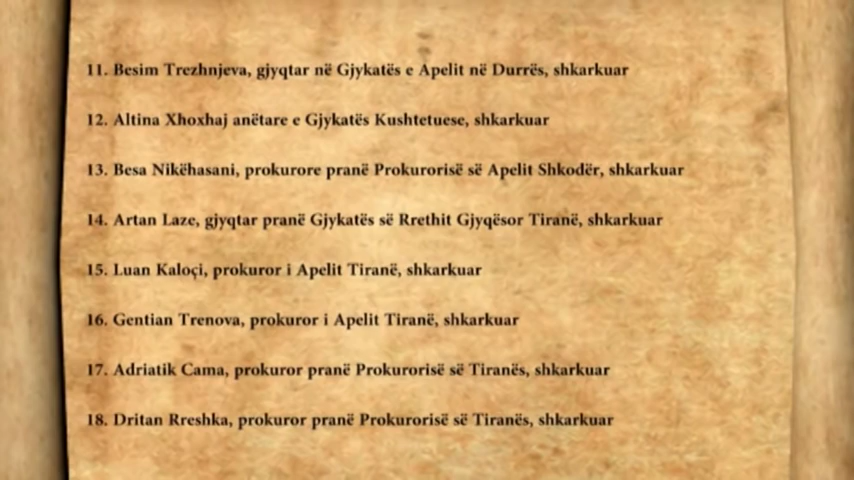 11. Besim Trezhnjeva, gjyqtar në Gjykatës e Apelit në Durrës, shkarkuar
12. Altina Xhoxhaj anëtare e Gjykatës Kushtetuese, shkarkuar
13. Besa Nikëhasani, prokurore pranë Prokurorisë së Apelit Shkodër, shkarkuar
14. Artan Laze, gjyqtar pranë Gjykatës së Rrethit Gjyqësor Tiranë, shkarkuar
15. Luan Kaloçi, prokuror i Apelit Tiranë, shkarkuar
16. Gentian Trenova, prokuror i Apelit Tiranë, shkarkuar
17. Adriatik Cama, prokuror pranë Prokurorisë së Tiranës, shkarkuar
18. Dritan Rreshka, prokuror pranë Prokurorisë së Tiranës, shkarkuar